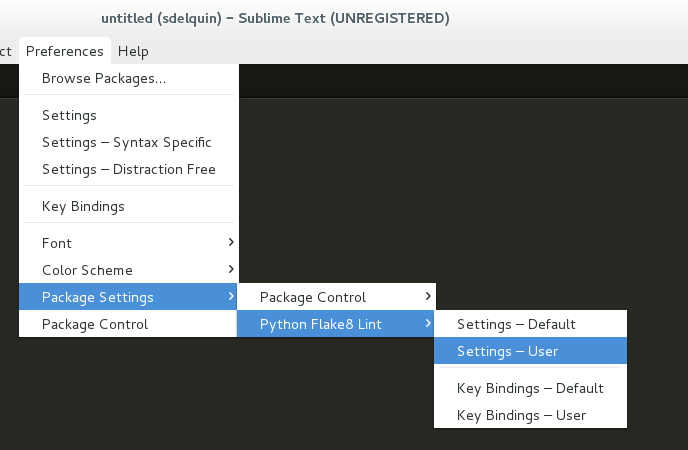 untitled (sdelquin) – Sublime Text (UNREGISTERED)
ct Preferences Help
Browse Packages...
Settings
Settings – Syntax Specific
Settings – Distraction Free
Key Bindings
Font
Color Scheme
Package Settings
Package Control
Package Control
Python Flake8 Lint
Settings – Default
Settings – User
Key Bindings – Default
Key Bindings – User